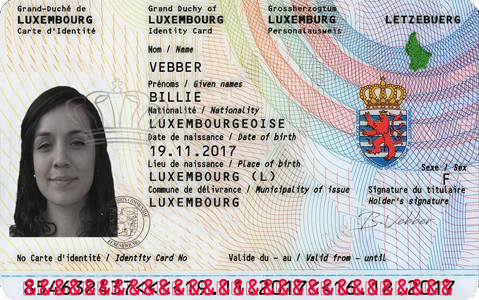 Grand-Duché de
LUXEMBOURG
Carte d'Identité
Grand Duchy of
LUXEMBOURG
Identity Card
Grossherzogtum
LUXEMBURG
Personalausweis
LETZEBUERG
Nom / Name
VEBBER
Prénoms / Given names
BILLIE
Nationalité / Nationality
LUXEMBOURGEOISE
Date de naissance / Date of birth
19.11.2017
Lieu de naissance / Place of birth
LUXEMBOURG (L)
Sexe / Sex
F
Commune de délivrance / Municipality of issue
LUXEMBOURG
Signature du titulaire
Holder's signature
B. Vebber
No Carte d'identité / Identity Card No
Valide du - au / Valid from - until